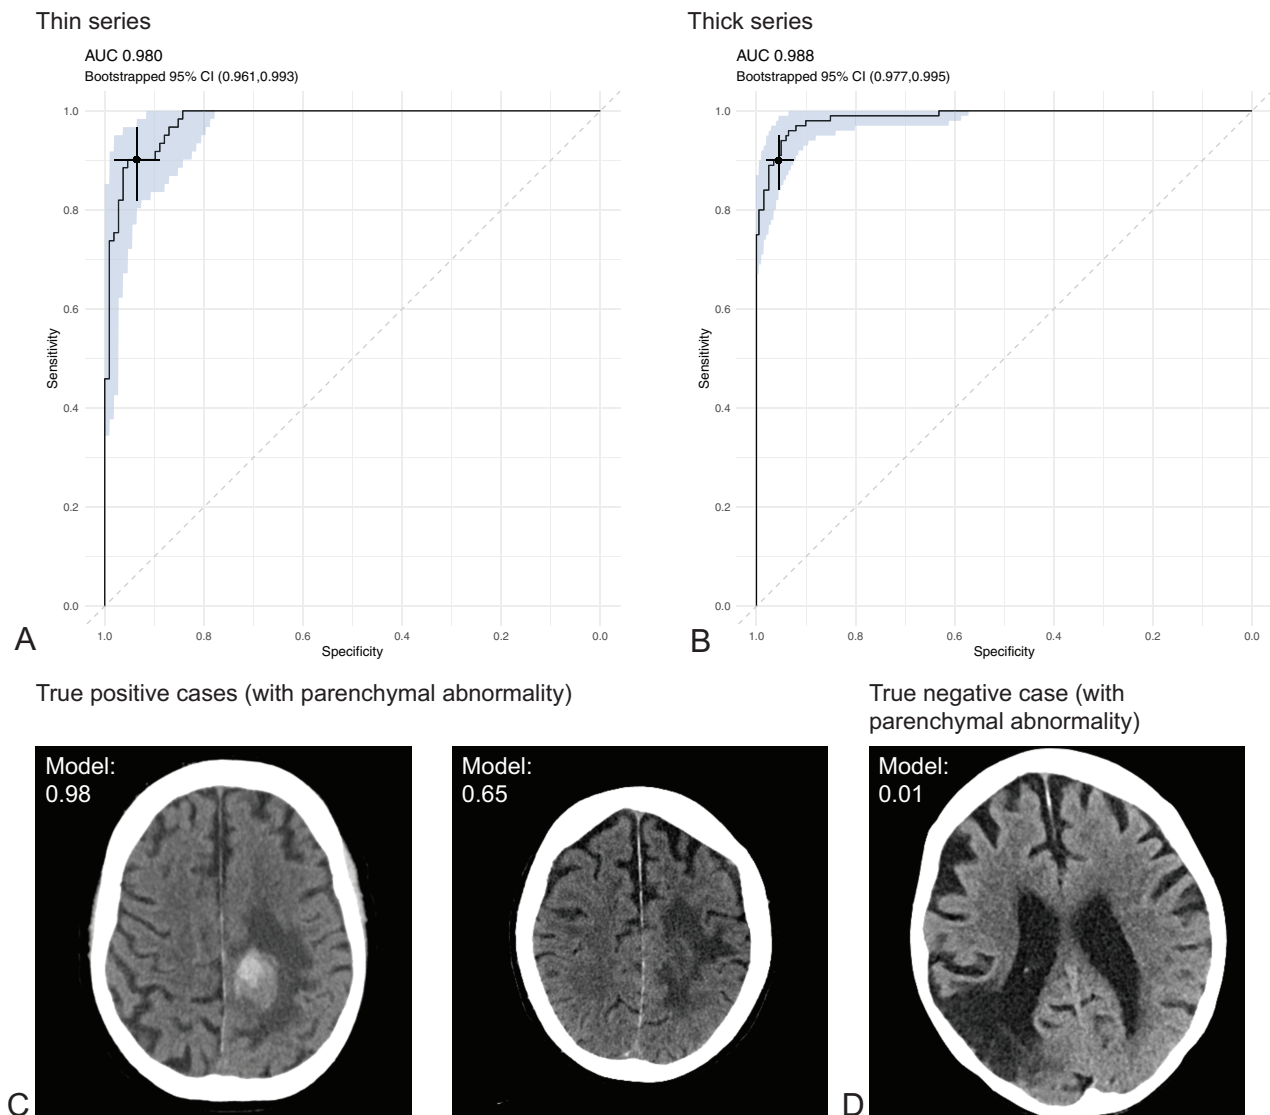 Thin series
AUC 0.980
Bootstrapped 95% CI (0.961,0.993)
1.0
0.8
0.6
0.4
0.2
0.0
Sensitivity
1.0
0.8
0.6
0.4
0.2
0.0
Specificity
A
Thick series
AUC 0.988
Bootstrapped 95% CI (0.977,0.995)
1.0
0.8
0.6
0.4
0.2
0.0
Sensitivity
1.0
0.8
0.6
0.4
0.2
0.0
Specificity
B
True positive cases (with parenchymal abnormality)
Model:
0.98
Model:
0.65
C
True negative case (with
parenchymal abnormality)
Model:
0.01
D